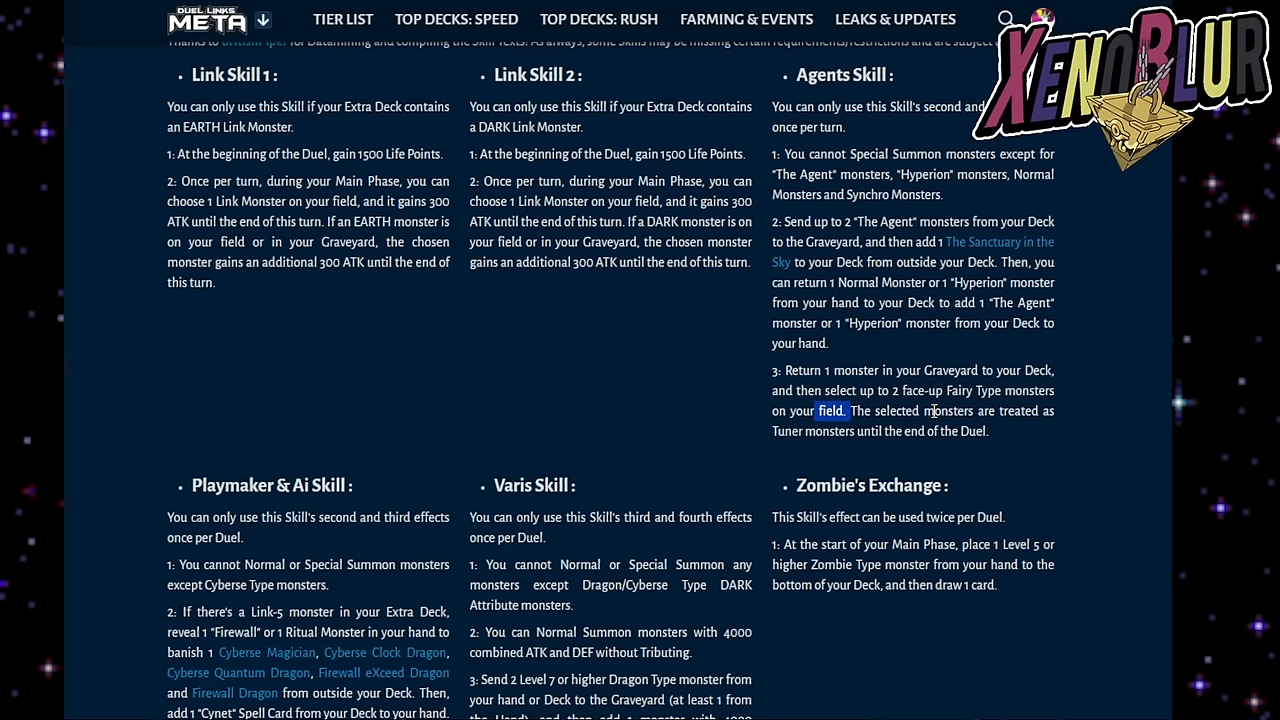 DUEL LINKS
META
TIER LIST
TOP DECKS: SPEED
TOP DECKS: RUSH
FARMING & EVENTS
LEAKS & UPDATES
XENOBLUR
Thanks to BritishPiper for Datamining and compiling the Skill Texts! As always, some Skills may be missing certain requirements/restrictions and are subject
Link Skill 1 :
You can only use this Skill if your Extra Deck contains
an EARTH Link Monster.
1: At the beginning of the Duel, gain 1500 Life Points.
2: Once per turn, during your Main Phase, you can
choose 1 Link Monster on your field, and it gains 300
ATK until the end of this turn. If an EARTH monster is
on your field or in your Graveyard, the chosen
monster gains an additional 300 ATK until the end of
this turn.
Link Skill 2 :
You can only use this Skill if your Extra Deck contains
a DARK Link Monster.
1: At the beginning of the Duel, gain 1500 Life Points.
2: Once per turn, during your Main Phase, you can
choose 1 Link Monster on your field, and it gains 300
ATK until the end of this turn. If a DARK monster is on
your field or in your Graveyard, the chosen monster
gains an additional 300 ATK until the end of this turn.
Agents Skill :
You can only use this Skill's second and
once per turn.
1: You cannot Special Summon monsters except for
"The Agent" monsters, "Hyperion" monsters, Normal
Monsters and Synchro Monsters.
2: Send up to 2 "The Agent" monsters from your Deck
to the Graveyard, and then add 1 The Sanctuary in the
Sky to your Deck from outside your Deck. Then, you
can return 1 Normal Monster or 1 "Hyperion" monster
from your hand to your Deck to add 1 "The Agent"
monster or 1 "Hyperion" monster from your Deck to
your hand.
3: Return 1 monster in your Graveyard to your Deck,
and then select up to 2 face-up Fairy Type monsters
on your field. The selected monsters are treated as
Tuner monsters until the end of the Duel.
Playmaker & Ai Skill :
You can only use this Skill's second and third effects
once per Duel.
1: You cannot Normal or Special Summon monsters
except Cyberse Type monsters.
2: If there's a Link-5 monster in your Extra Deck,
reveal 1 "Firewall" or 1 Ritual Monster in your hand to
banish 1 Cyberse Magician, Cyberse Clock Dragon,
Cyberse Quantum Dragon, Firewall eXceed Dragon
and Firewall Dragon from outside your Deck. Then,
add 1 "Cynet" Spell Card from your Deck to your hand.
Varis Skill :
You can only use this Skill's third and fourth effects
once per Duel.
1: You cannot Normal or Special Summon any
monsters except Dragon/Cyberse Type DARK
Attribute monsters.
2: You can Normal Summon monsters with 4000
combined ATK and DEF without Tributing.
3: Send 2 Level 7 or higher Dragon Type monster from
your hand or Deck to the Graveyard (at least 1 from
the Hand), and then add 1 monster with 4000
Zombie's Exchange :
This Skill's effect can be used twice per Duel.
1: At the start of your Main Phase, place 1 Level 5 or
higher Zombie Type monster from your hand to the
bottom of your Deck, and then draw 1 card.